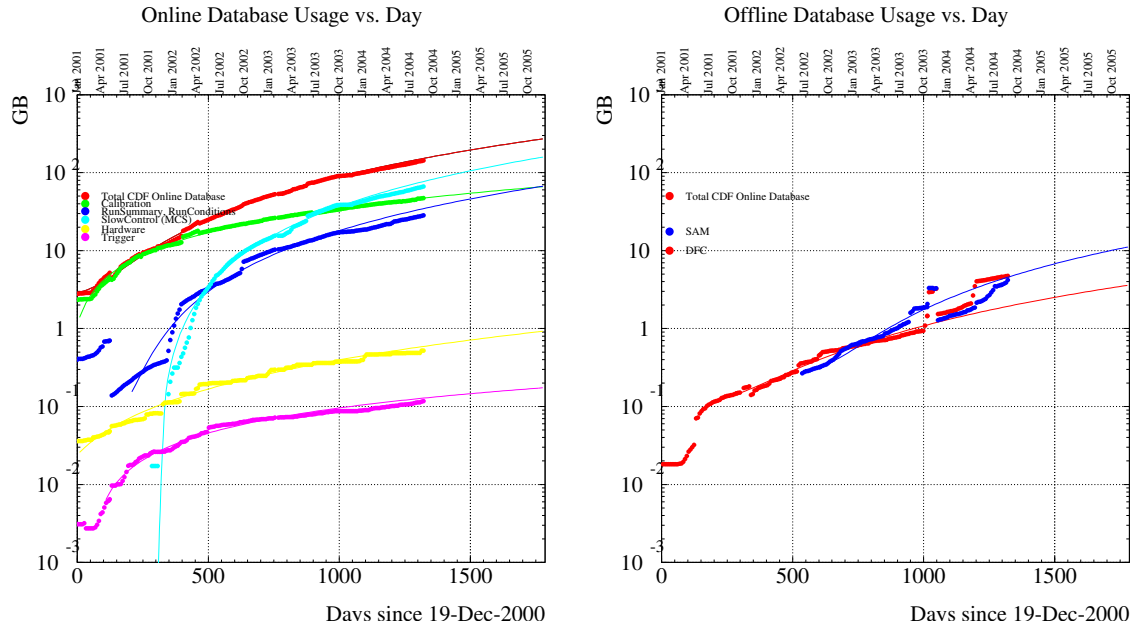 Online Database Usage vs. Day
Jan 2001
Apr 2001
Jul 2001
Oct 2001
Jan 2002
Apr 2002
Jul 2002
Oct 2002
Jan 2003
Apr 2003
Jul 2003
Oct 2003
Jan 2004
Apr 2004
Jul 2004
Oct 2004
Jan 2005
Apr 2005
Jul 2005
Oct 2005
GB
10 3
10 2
10
1
10 -1
10 -2
10 -3
Total CDF Online Database
Calibration
RunSummary, RunConditions
SlowControl (MCS)
Hardware
Trigger
0 500 1000 1500
Days since 19-Dec-2000
Offline Database Usage vs. Day
Jan 2001
Apr 2001
Jul 2001
Oct 2001
Jan 2002
Apr 2002
Jul 2002
Oct 2002
Jan 2003
Apr 2003
Jul 2003
Oct 2003
Jan 2004
Apr 2004
Jul 2004
Oct 2004
Jan 2005
Apr 2005
Jul 2005
Oct 2005
GB
10 3
10 2
10
1
10 -1
10 -2
10 -3
Total CDF Online Database
SAM
DFC
0 500 1000 1500
Days since 19-Dec-2000